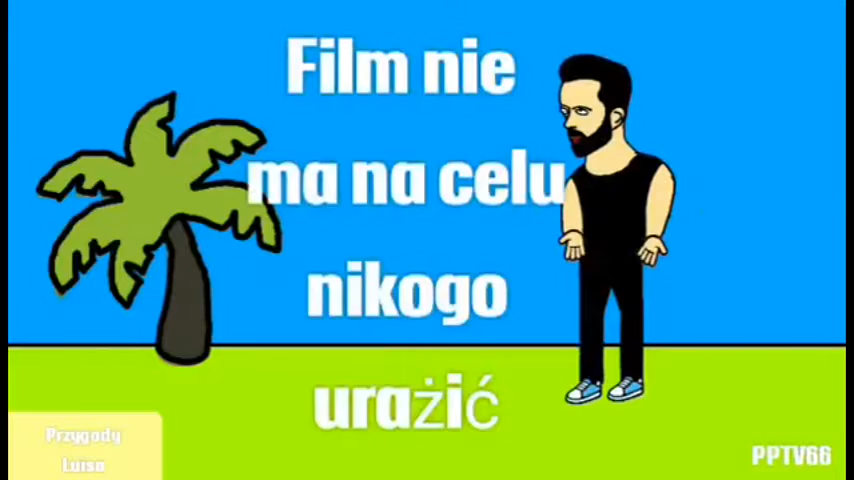 Film nie
ma na celu
nikogo
urażić
Przygody
Luisa
PPTV66